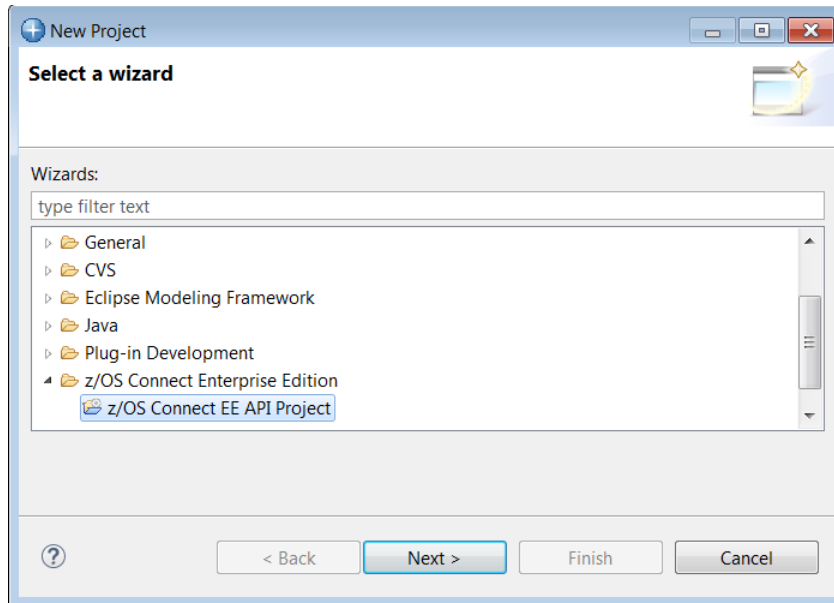 New Project
Select a wizard
Wizards:
type filter text
General
CVS
Eclipse Modeling Framework
Java
Plug-in Development
z/OS Connect Enterprise Edition
z/OS Connect EE API Project
? < Back Next > Finish Cancel